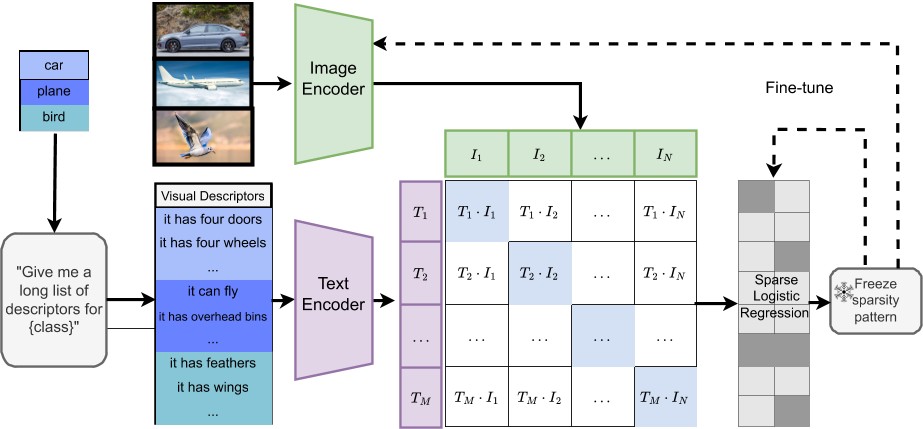 car
plane
bird
"Give me a
long list of
descriptors for
{class}"
Visual Descriptors
it has four doors
it has four wheels
...
it can fly
it has overhead bins
...
it has feathers
it has wings
...
Image
Encoder
Text
Encoder
I1 I2 ... IN
T1 T1 · I1 T1 · I2 ... T1 · IN
T2 T2 · I1 T2 · I2 ... T2 · IN
... ... ... ... ...
TM TM · I1 TM · I2 ... TM · IN
Fine-tune
Sparse
Logistic
Regression
Freeze
sparsity
pattern